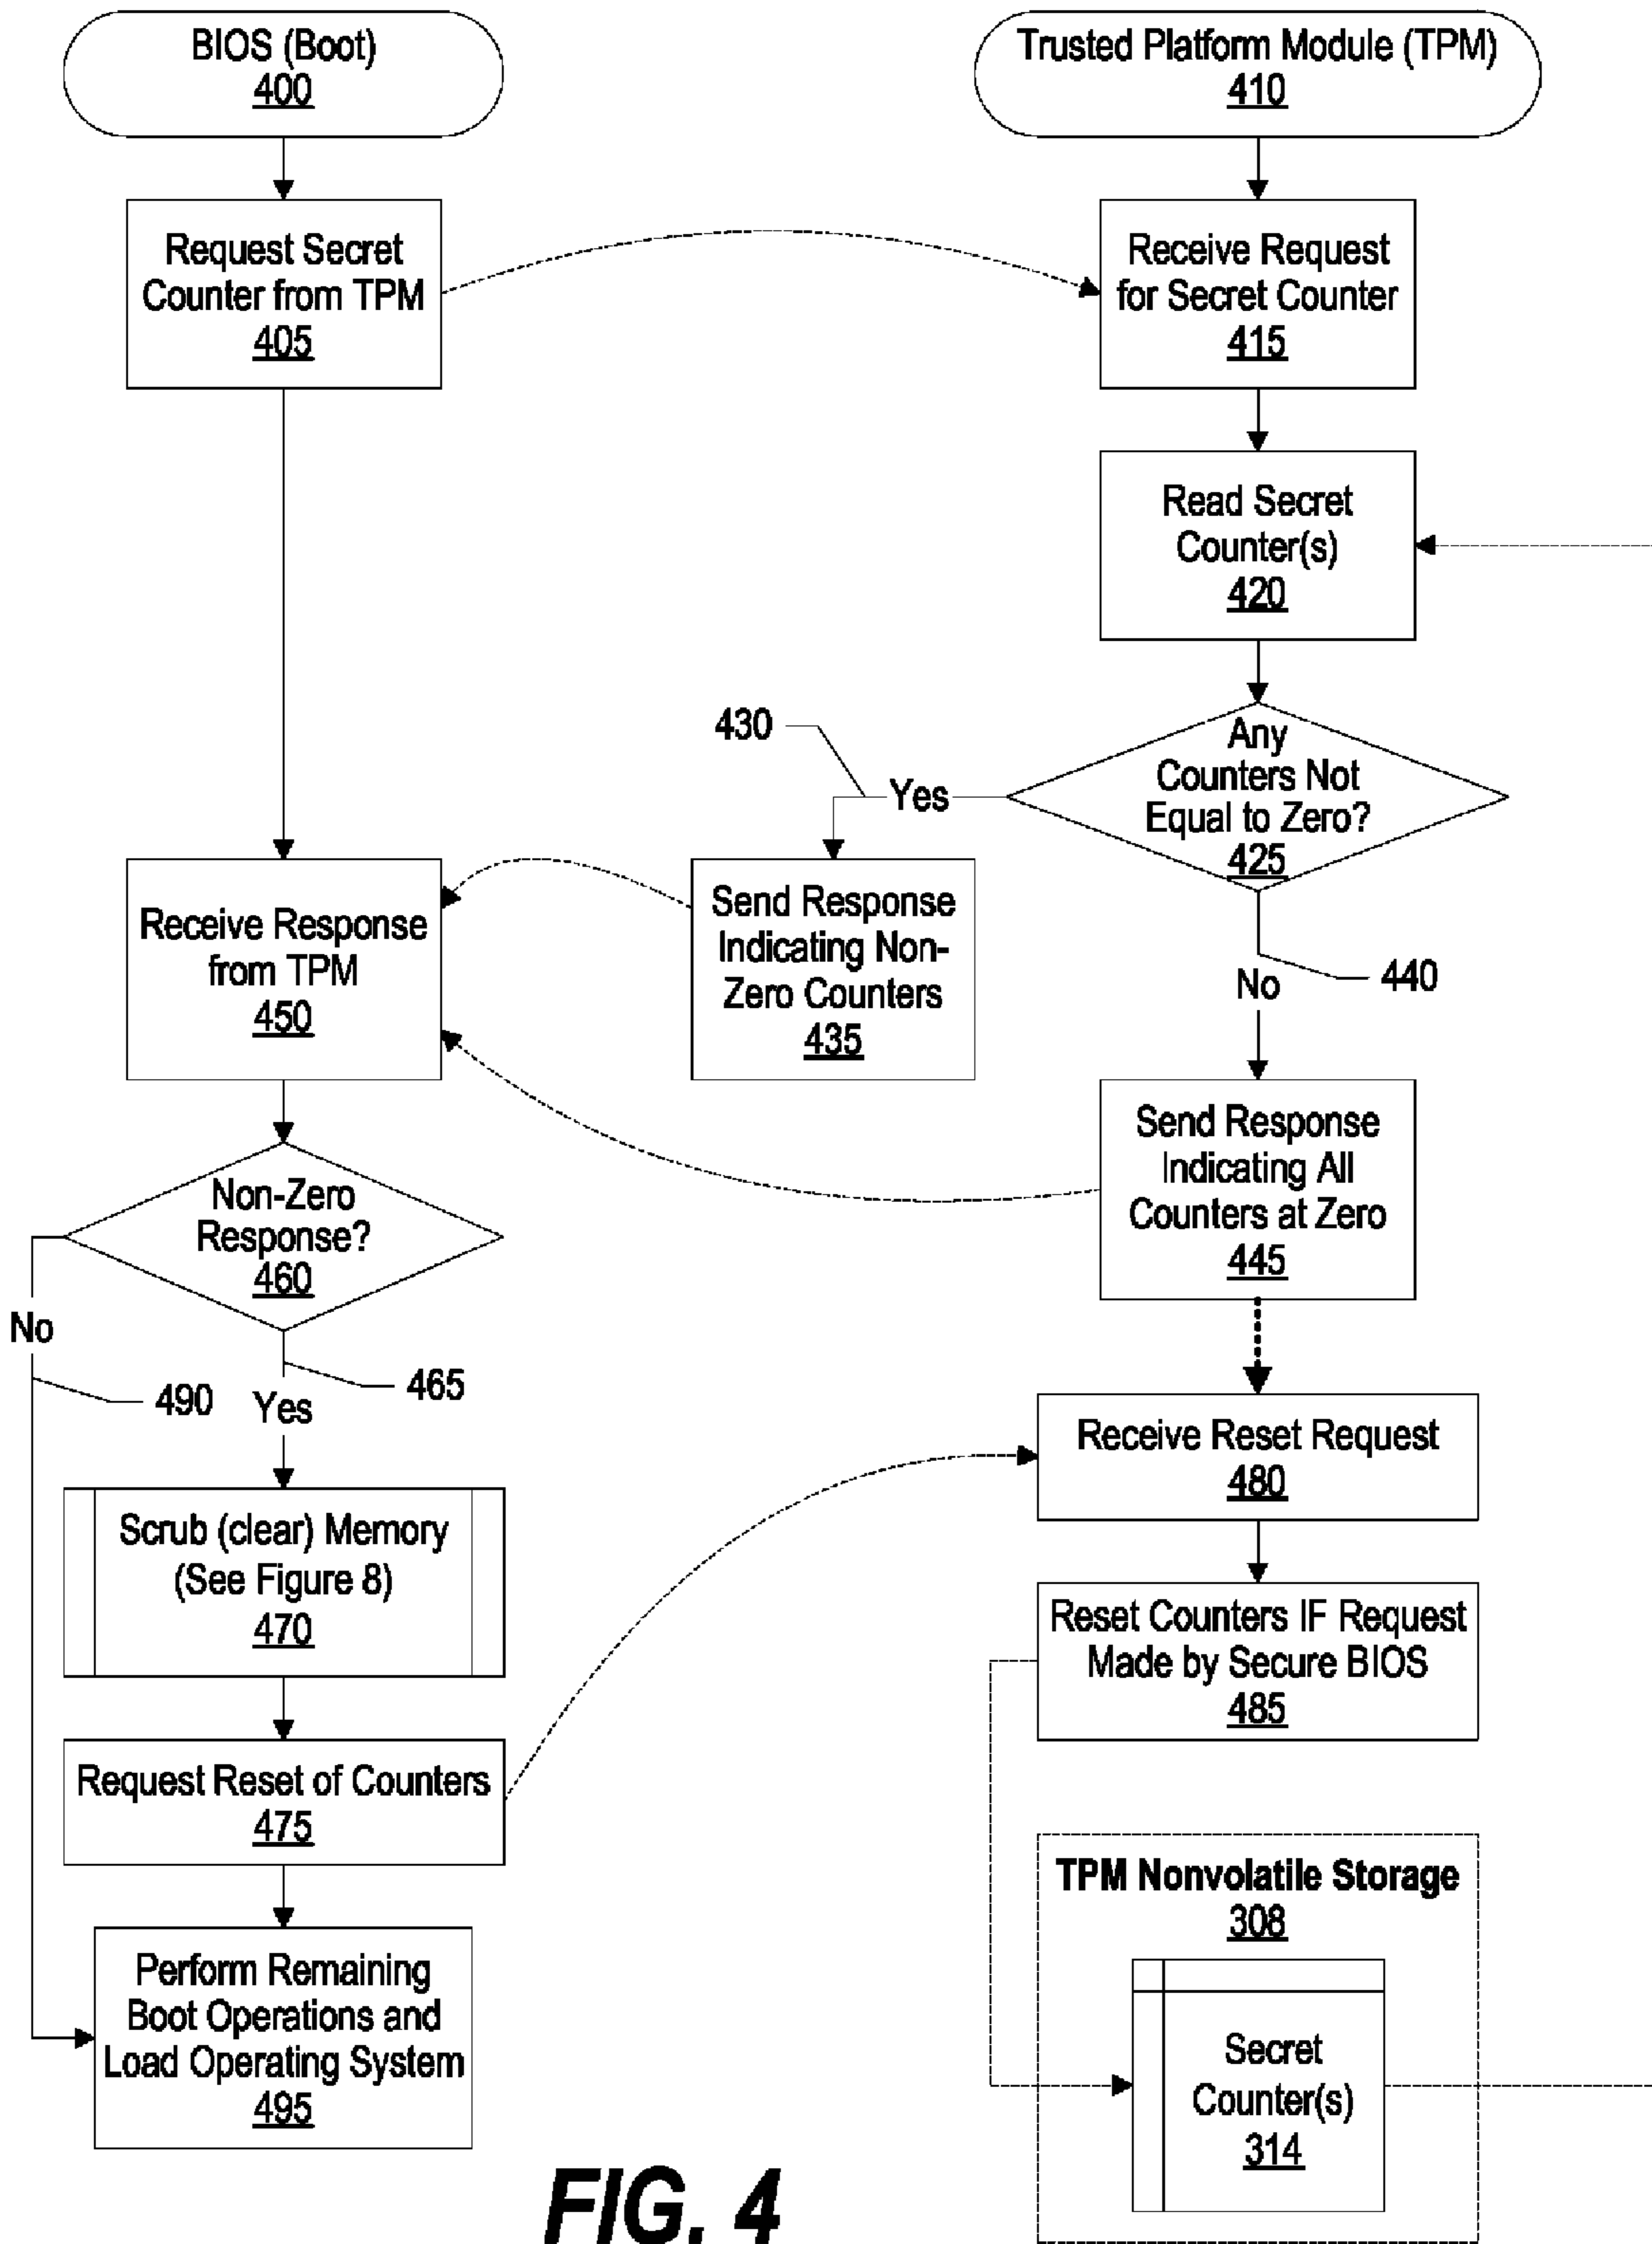 BIOS (Boot)
400
Trusted Platform Module (TPM)
410
Request Secret
Counter from TPM
405
Receive Request
for Secret Counter
415
Read Secret
Counter(s)
420
Any
Counters Not
Equal to Zero?
425
430
Yes
Send Response
Indicating Non-
Zero Counters
435
Receive Response
from TPM
450
440
No
Send Response
Indicating All
Counters at Zero
445
Non-Zero
Response?
460
No
490
465
Yes
Receive Reset Request
480
Scrub (clear) Memory
(See Figure 8)
470
Reset Counters IF Request
Made by Secure BIOS
485
Request Reset of Counters
475
TPM Nonvolatile Storage
308
Secret
Counter(s)
314
Perform Remaining
Boot Operations and
Load Operating System
495
FIG. 4